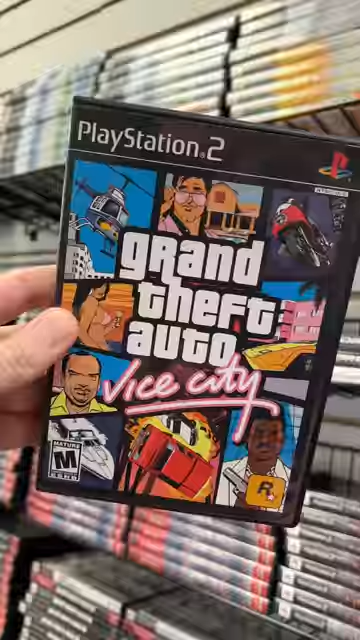 PlayStation.2
grand
theft
auto
vice city
MATURE
M
ESRB
R